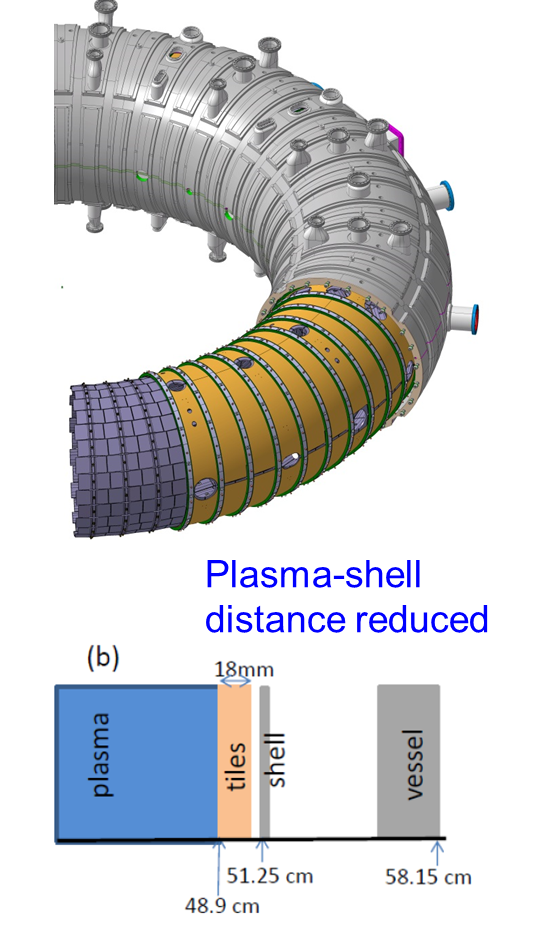 Plasma-shell
distance reduced
(b)
18mm
plasma
tiles
shell
vessel
51.25 cm
58.15 cm
48.9 cm